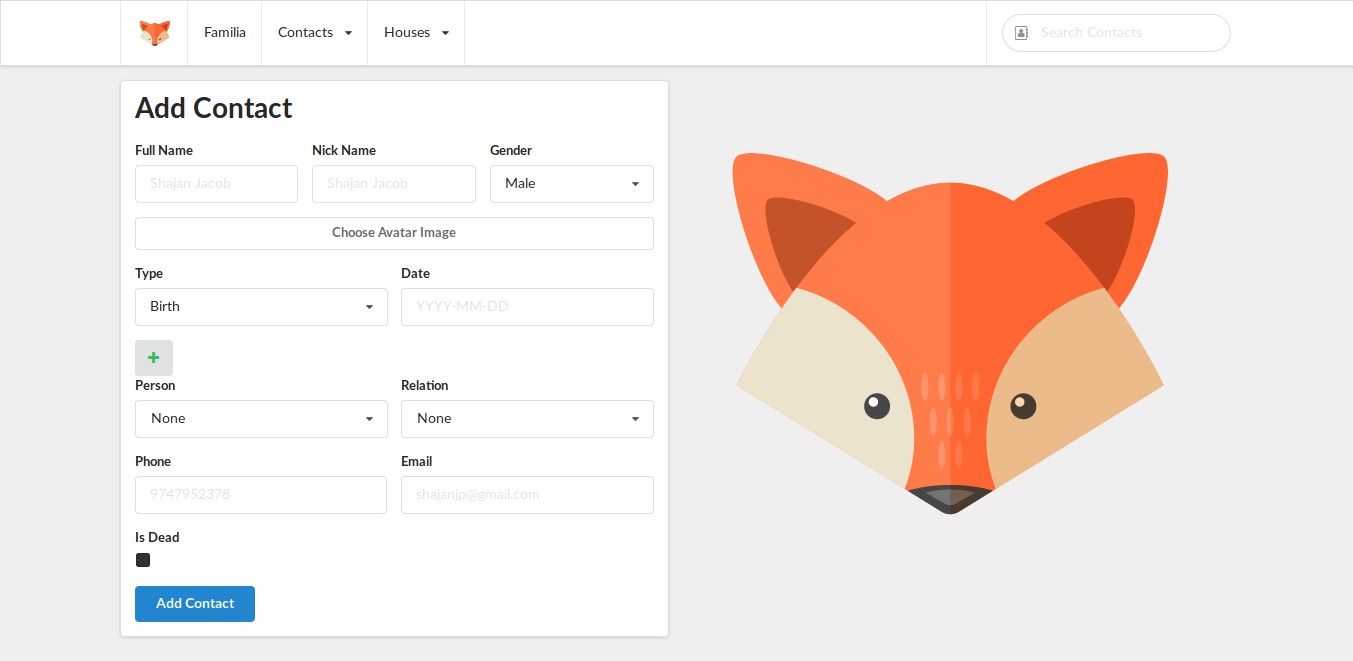 Familia Contacts Houses Search Contacts
Add Contact
Full Name Nick Name Gender
Shajan Jacob Shajan Jacob Male
Choose Avatar Image
Type Date
Birth YYYY-MM-DD
Person Relation
None None
Phone Email
9747952378 shajanjp@gmail.com
Is Dead
Add Contact